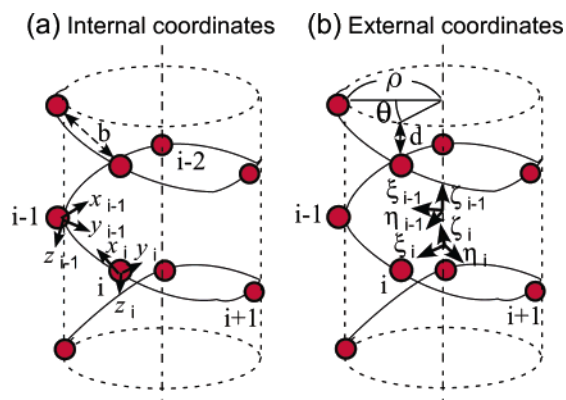 (a) Internal coordinates
b
i-2
i-1
x i-1
y i-1
z i-1
x i
y i
i
z i
i+1
(b) External coordinates
ρ
θ
d
ξ i-1
ζ i-1
i-1
η i-1
ζ i
ξ i
η i
i
i+1